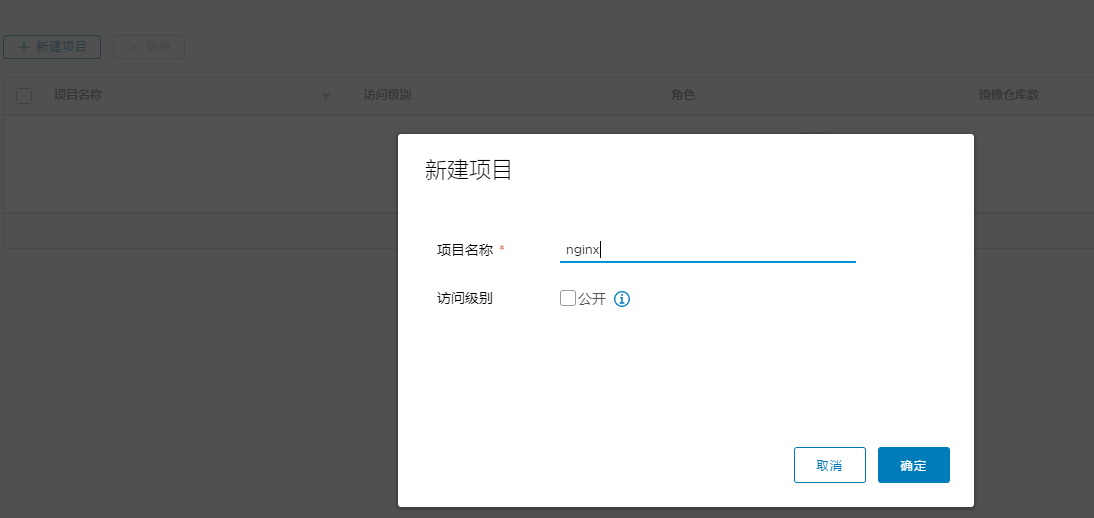 新建项目 删除
项目名称 访问级别 角色 镜像仓库数
新建项目
项目名称 * nginx
访问级别 公开
取消 确定